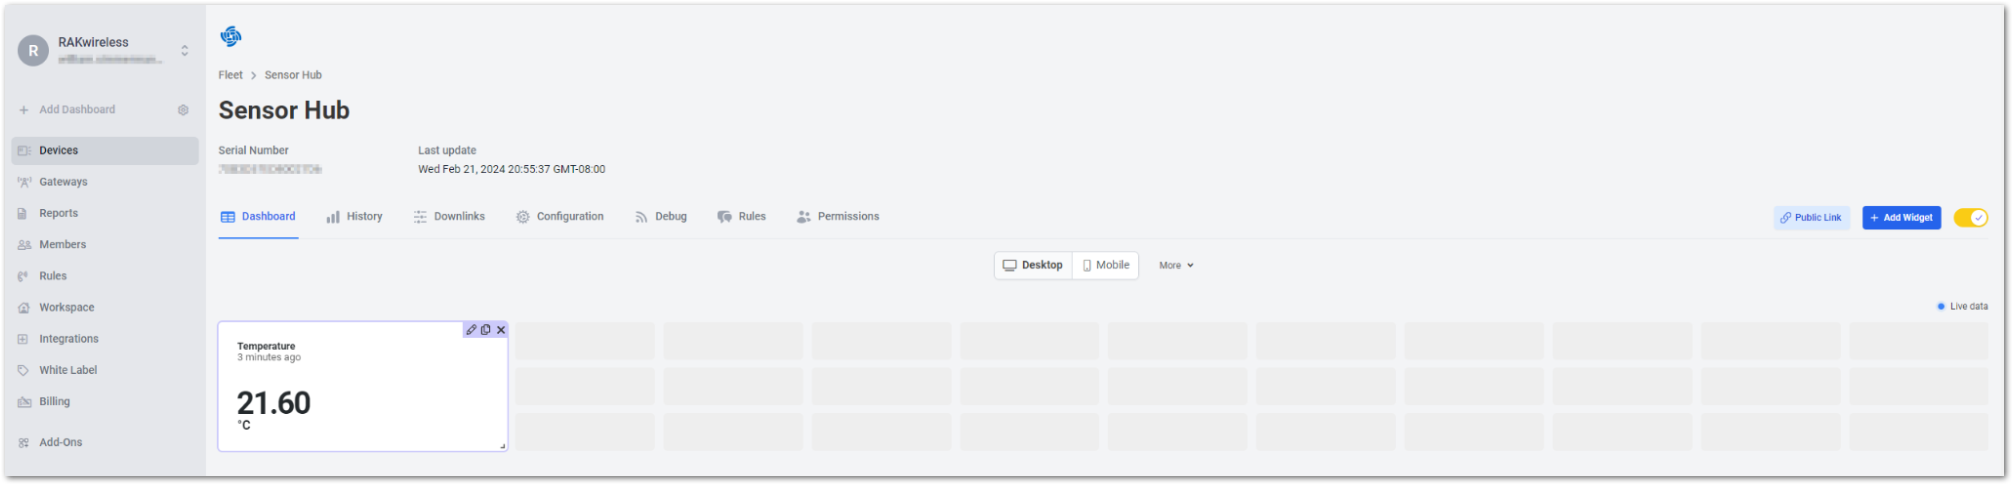 R
RAKwireless
Add Dashboard
Devices
Gateways
Reports
Members
Rules
Workspace
Integrations
White Label
Billing
Add-Ons
Fleet > Sensor Hub
Sensor Hub
Serial Number
Last update
Wed Feb 21, 2024 20:55:37 GMT-08:00
Dashboard History Downlinks Configuration Debug Rules Permissions
Public Link + Add Widget
Desktop Mobile More
Live data
Temperature
3 minutes ago
21.60
°C